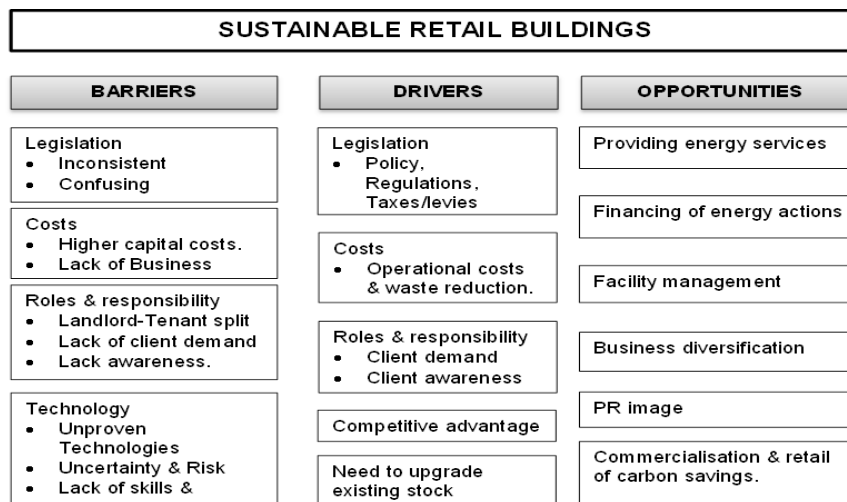 SUSTAINABLE RETAIL BUILDINGS
BARRIERS
Legislation
• Inconsistent
• Confusing
Costs
• Higher capital costs.
• Lack of Business
Roles & responsibility
• Landlord-Tenant split
• Lack of client demand
• Lack awareness.
Technology
• Unproven
Technologies
• Uncertainty & Risk
• Lack of skills &
DRIVERS
Legislation
• Policy,
Regulations,
Taxes/levies
Costs
• Operational costs
& waste reduction.
Roles & responsibility
• Client demand
• Client awareness
Competitive advantage
Need to upgrade
existing stock
OPPORTUNITIES
Providing energy services
Financing of energy actions
Facility management
Business diversification
PR image
Commercialisation & retail
of carbon savings.